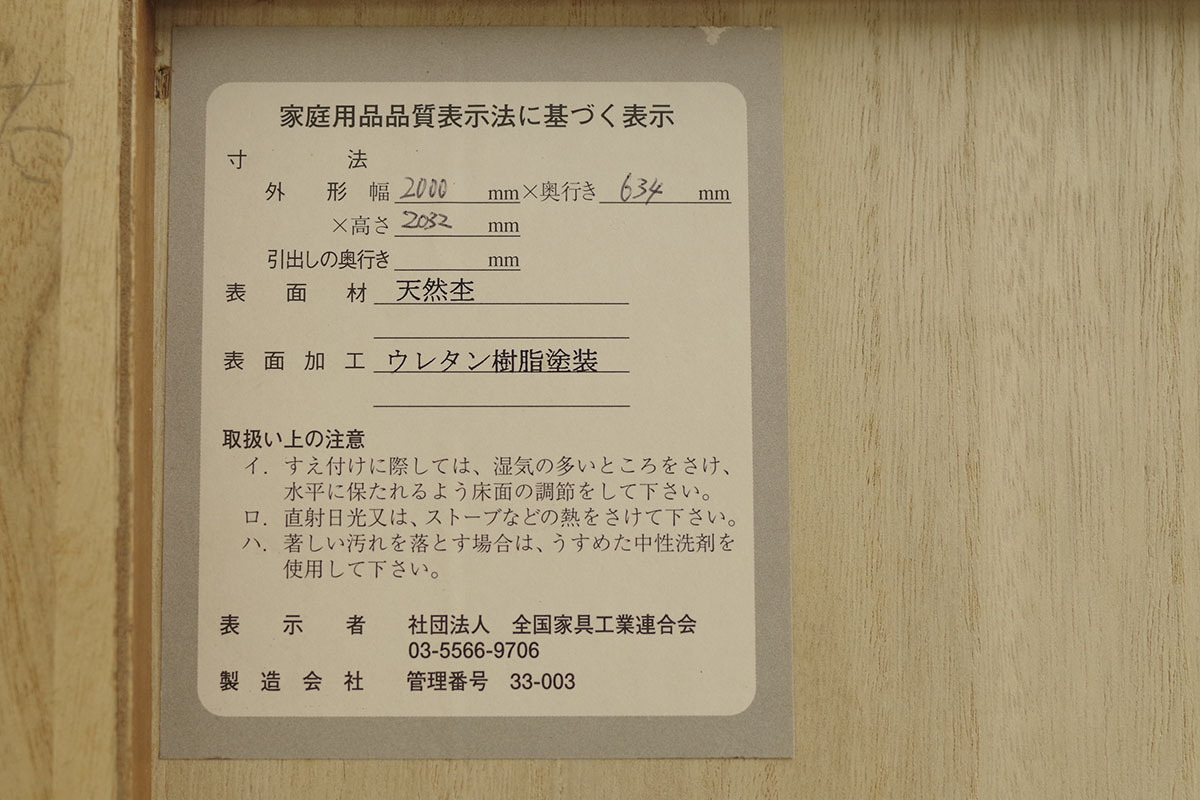 家庭用品品質表示法に基づく表示
寸法
外形 幅 2000 mm×奥行き 634 mm
×高さ 2032 mm
引出しの奥行き mm
表面材 天然杢
表面加工 ウレタン樹脂塗装
取扱い上の注意
イ．すえ付けに際しては、湿気の多いところをさけ、
水平に保たれるよう床面の調節をして下さい。
ロ．直射日光又は、ストーブなどの熱をさけて下さい。
ハ．著しい汚れを落とす場合は、うすめた中性洗剤を
使用して下さい。
表示者 社団法人 全国家具工業連合会
03-5566-9706
製造会社 管理番号 33-003